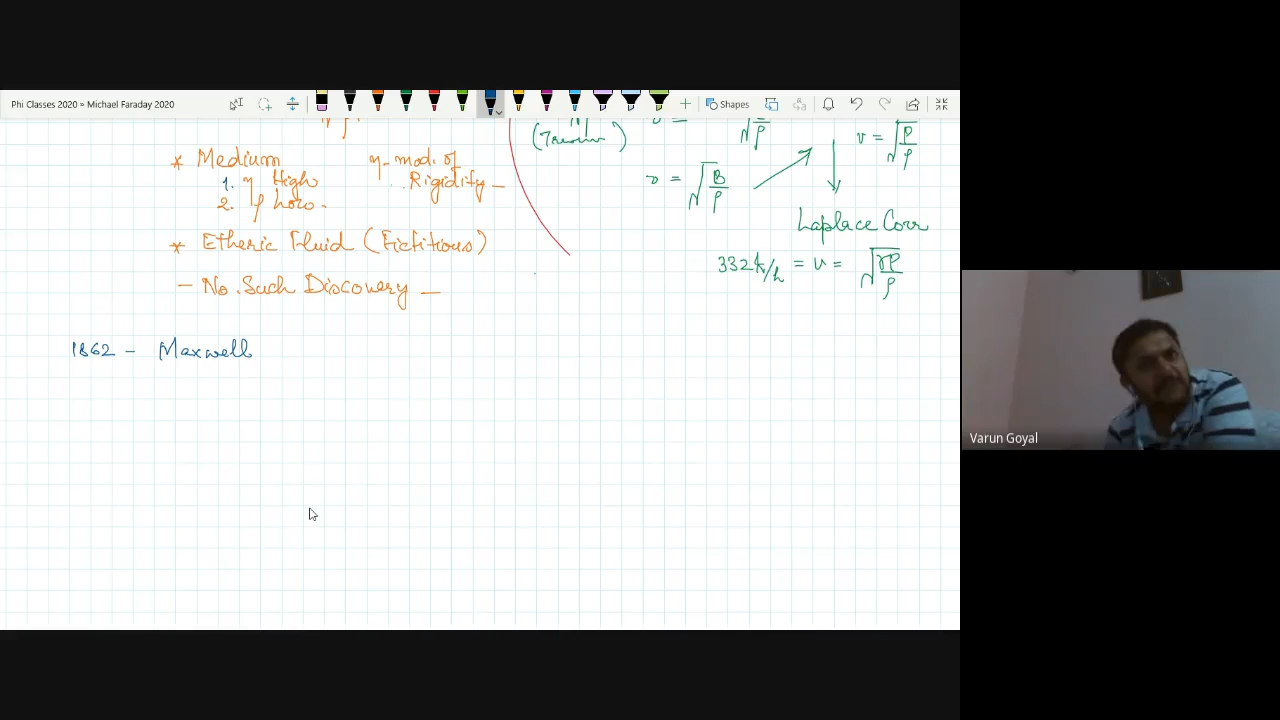 Phi Classes 2020 » Michael Faraday 2020
Shapes
v =
ρ
v = √P/ρ
* Medium
η - mod. of
Rigidity -
1. η High
2. ρ low -
v = √B/ρ
Laplace Corr
* Etheric Fluid (Fictitious)
332 k/h = v = √γP/ρ
- No. Such Discovery -
1862 - Maxwell
Varun Goyal